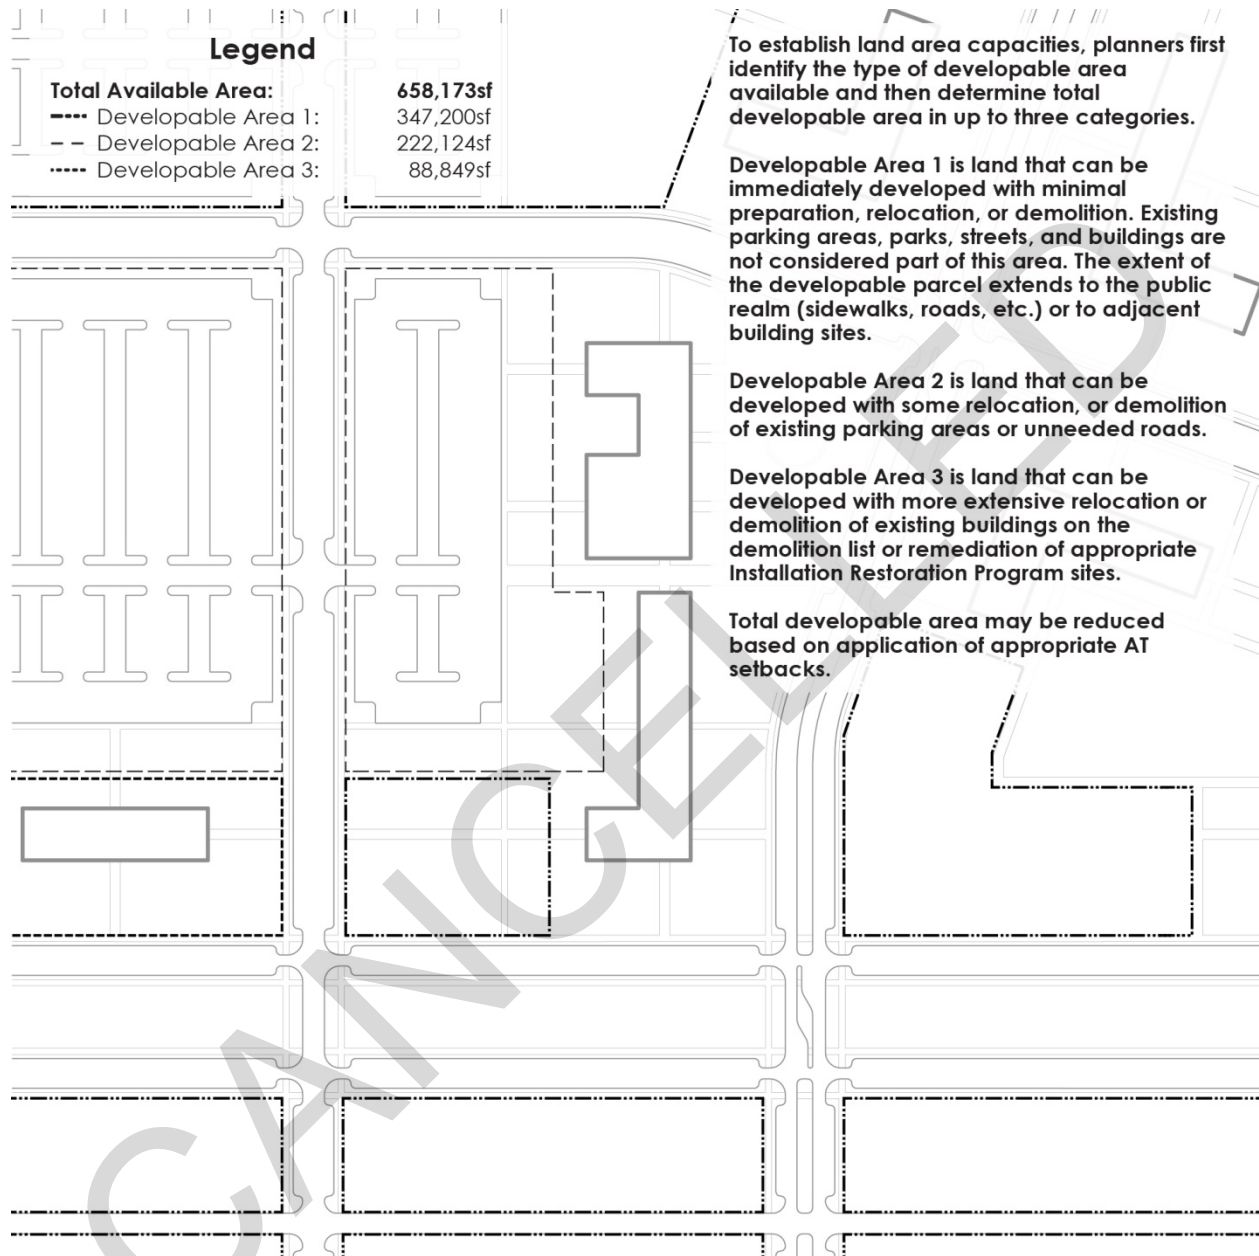 Legend
Total Available Area: 658,173sf
Developable Area 1: 347,200sf
Developable Area 2: 222,124sf
Developable Area 3: 88,849sf
To establish land area capacities, planners first
identify the type of developable area
available and then determine total
developable area in up to three categories.
Developable Area 1 is land that can be
immediately developed with minimal
preparation, relocation, or demolition. Existing
parking areas, parks, streets, and buildings are
not considered part of this area. The extent of
the developable parcel extends to the public
realm (sidewalks, roads, etc.) or to adjacent
building sites.
Developable Area 2 is land that can be
developed with some relocation, or demolition
of existing parking areas or unneeded roads.
Developable Area 3 is land that can be
developed with more extensive relocation or
demolition of existing buildings on the
demolition list or remediation of appropriate
Installation Restoration Program sites.
Total developable area may be reduced
based on application of appropriate AT
setbacks.
CANCELLED